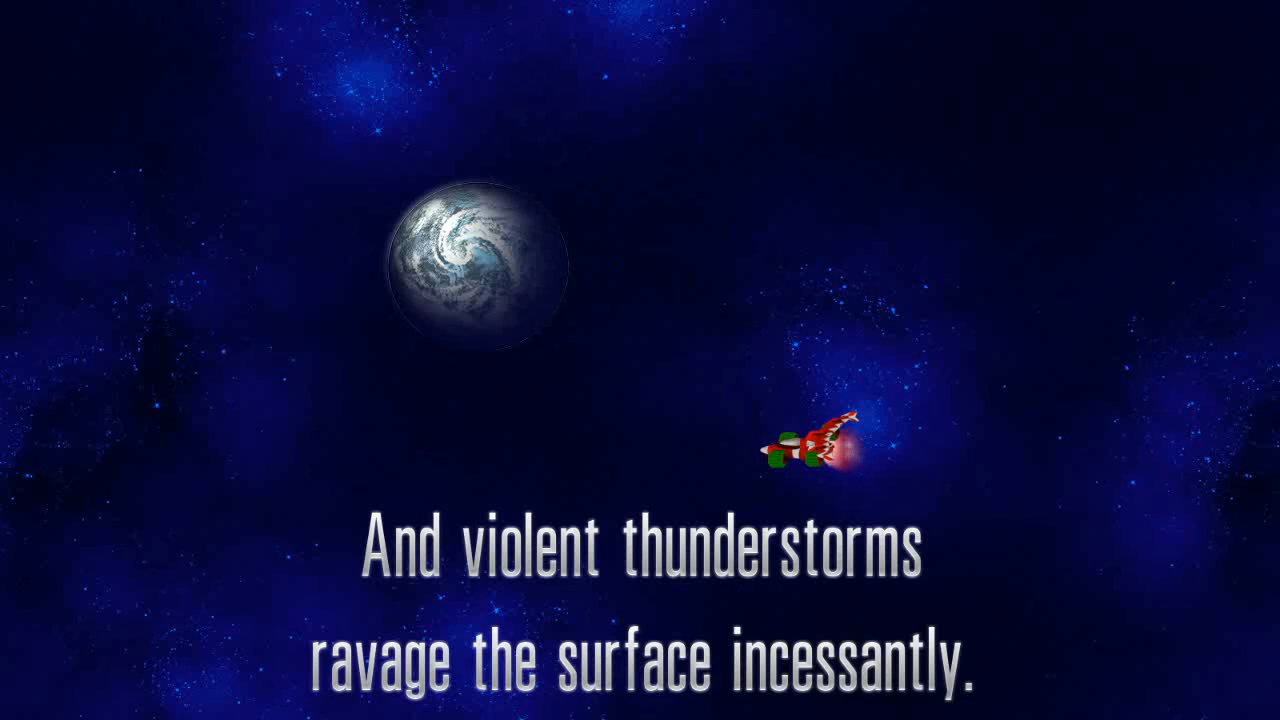 And violent thunderstorms
ravage the surface incessantly.